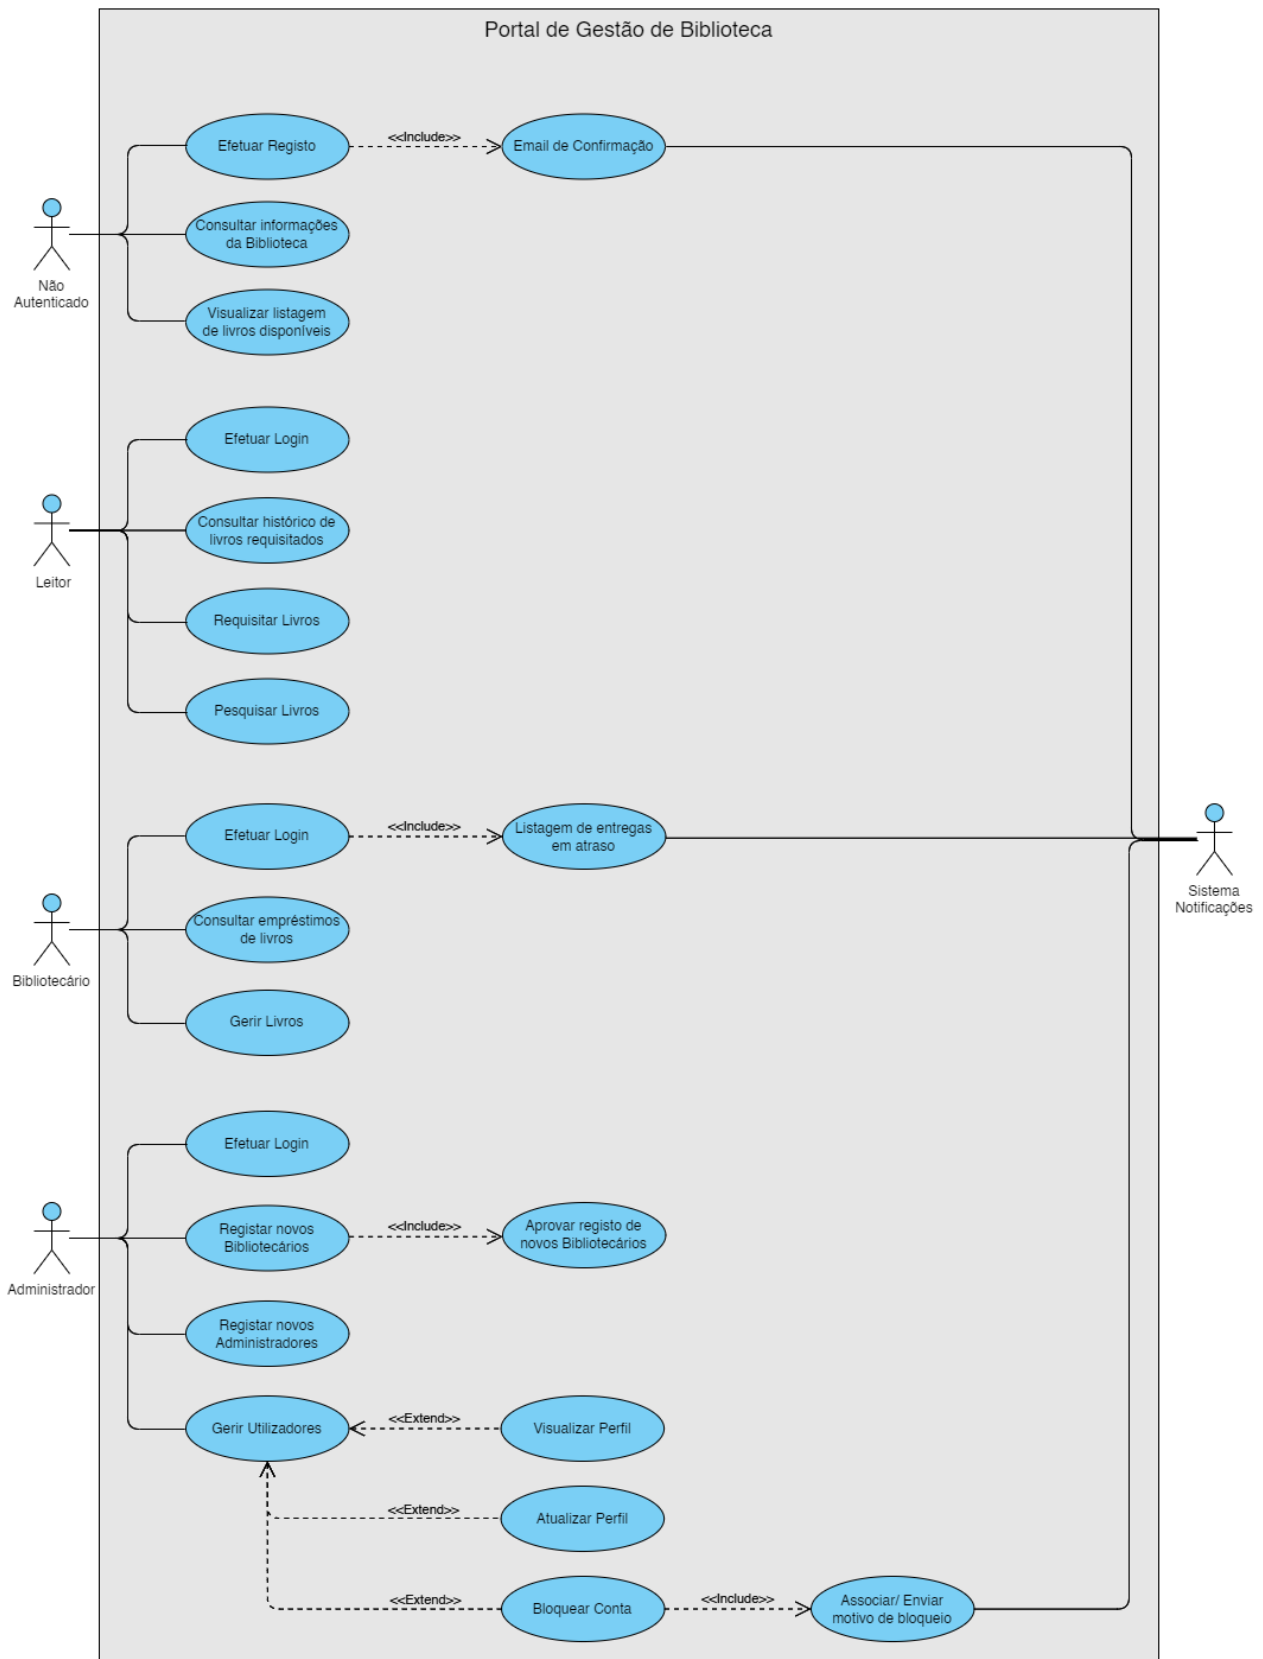 Portal de Gestão de Biblioteca
Efetuar Registo
<<Include>>
Email de Confirmação
Consultar informações
da Biblioteca
Não
Autenticado
Visualizar listagem
de livros disponíveis
Efetuar Login
Consultar histórico de
livros requisitados
Leitor
Requisitar Livros
Pesquisar Livros
Efetuar Login
<<Include>>
Listagem de entregas
em atraso
Sistema
Notificações
Consultar empréstimos
de livros
Bibliotecário
Gerir Livros
Efetuar Login
Registar novos
Bibliotecários
<<Include>>
Aprovar registo de
novos Bibliotecários
Administrador
Registar novos
Administradores
Gerir Utilizadores
<<Extend>>
Visualizar Perfil
<<Extend>>
Atualizar Perfil
<<Extend>>
Bloquear Conta
<<Include>>
Associar/ Enviar
motivo de bloqueio